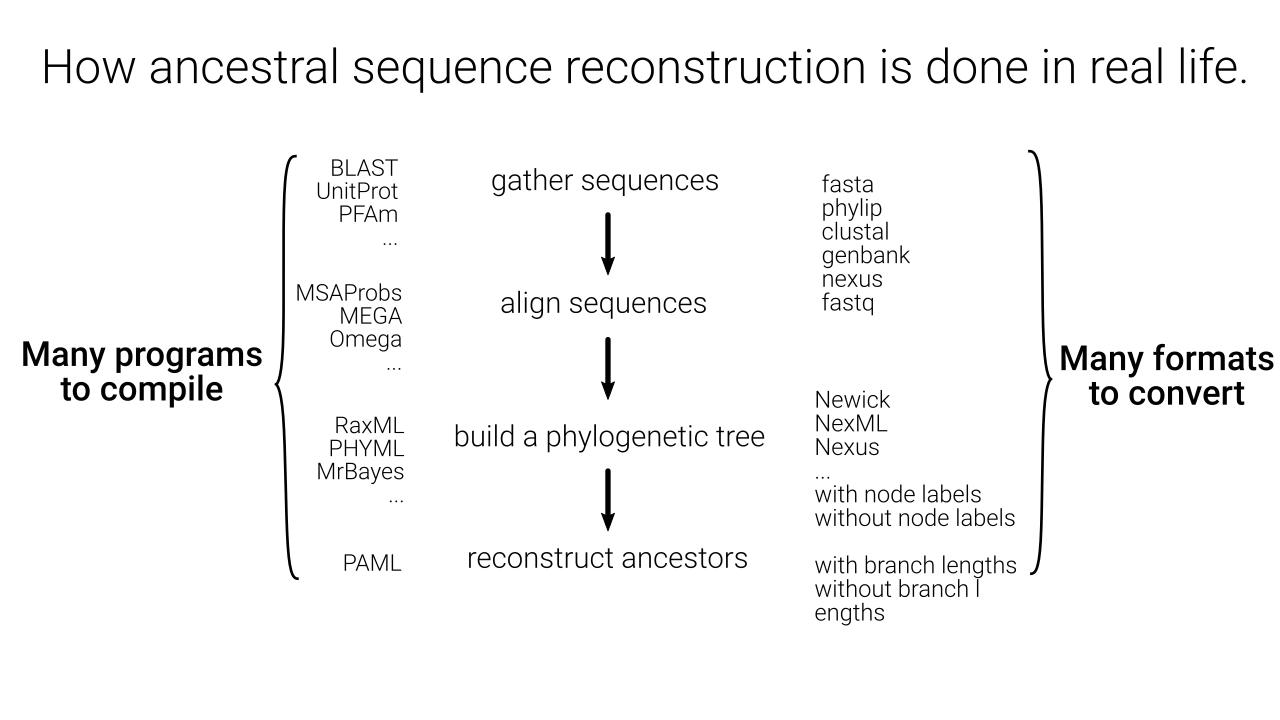 How ancestral sequence reconstruction is done in real life.
Many programs
to compile
BLAST
UnitProt
PFAm
...
MSAProbs
MEGA
Omega
...
RaxML
PHYML
MrBayes
...
PAML
gather sequences
align sequences
build a phylogenetic tree
reconstruct ancestors
fasta
phylip
clustal
genbank
nexus
fastq
Newick
NexML
Nexus
...
with node labels
without node labels
with branch lengths
without branch l
engths
Many formats
to convert